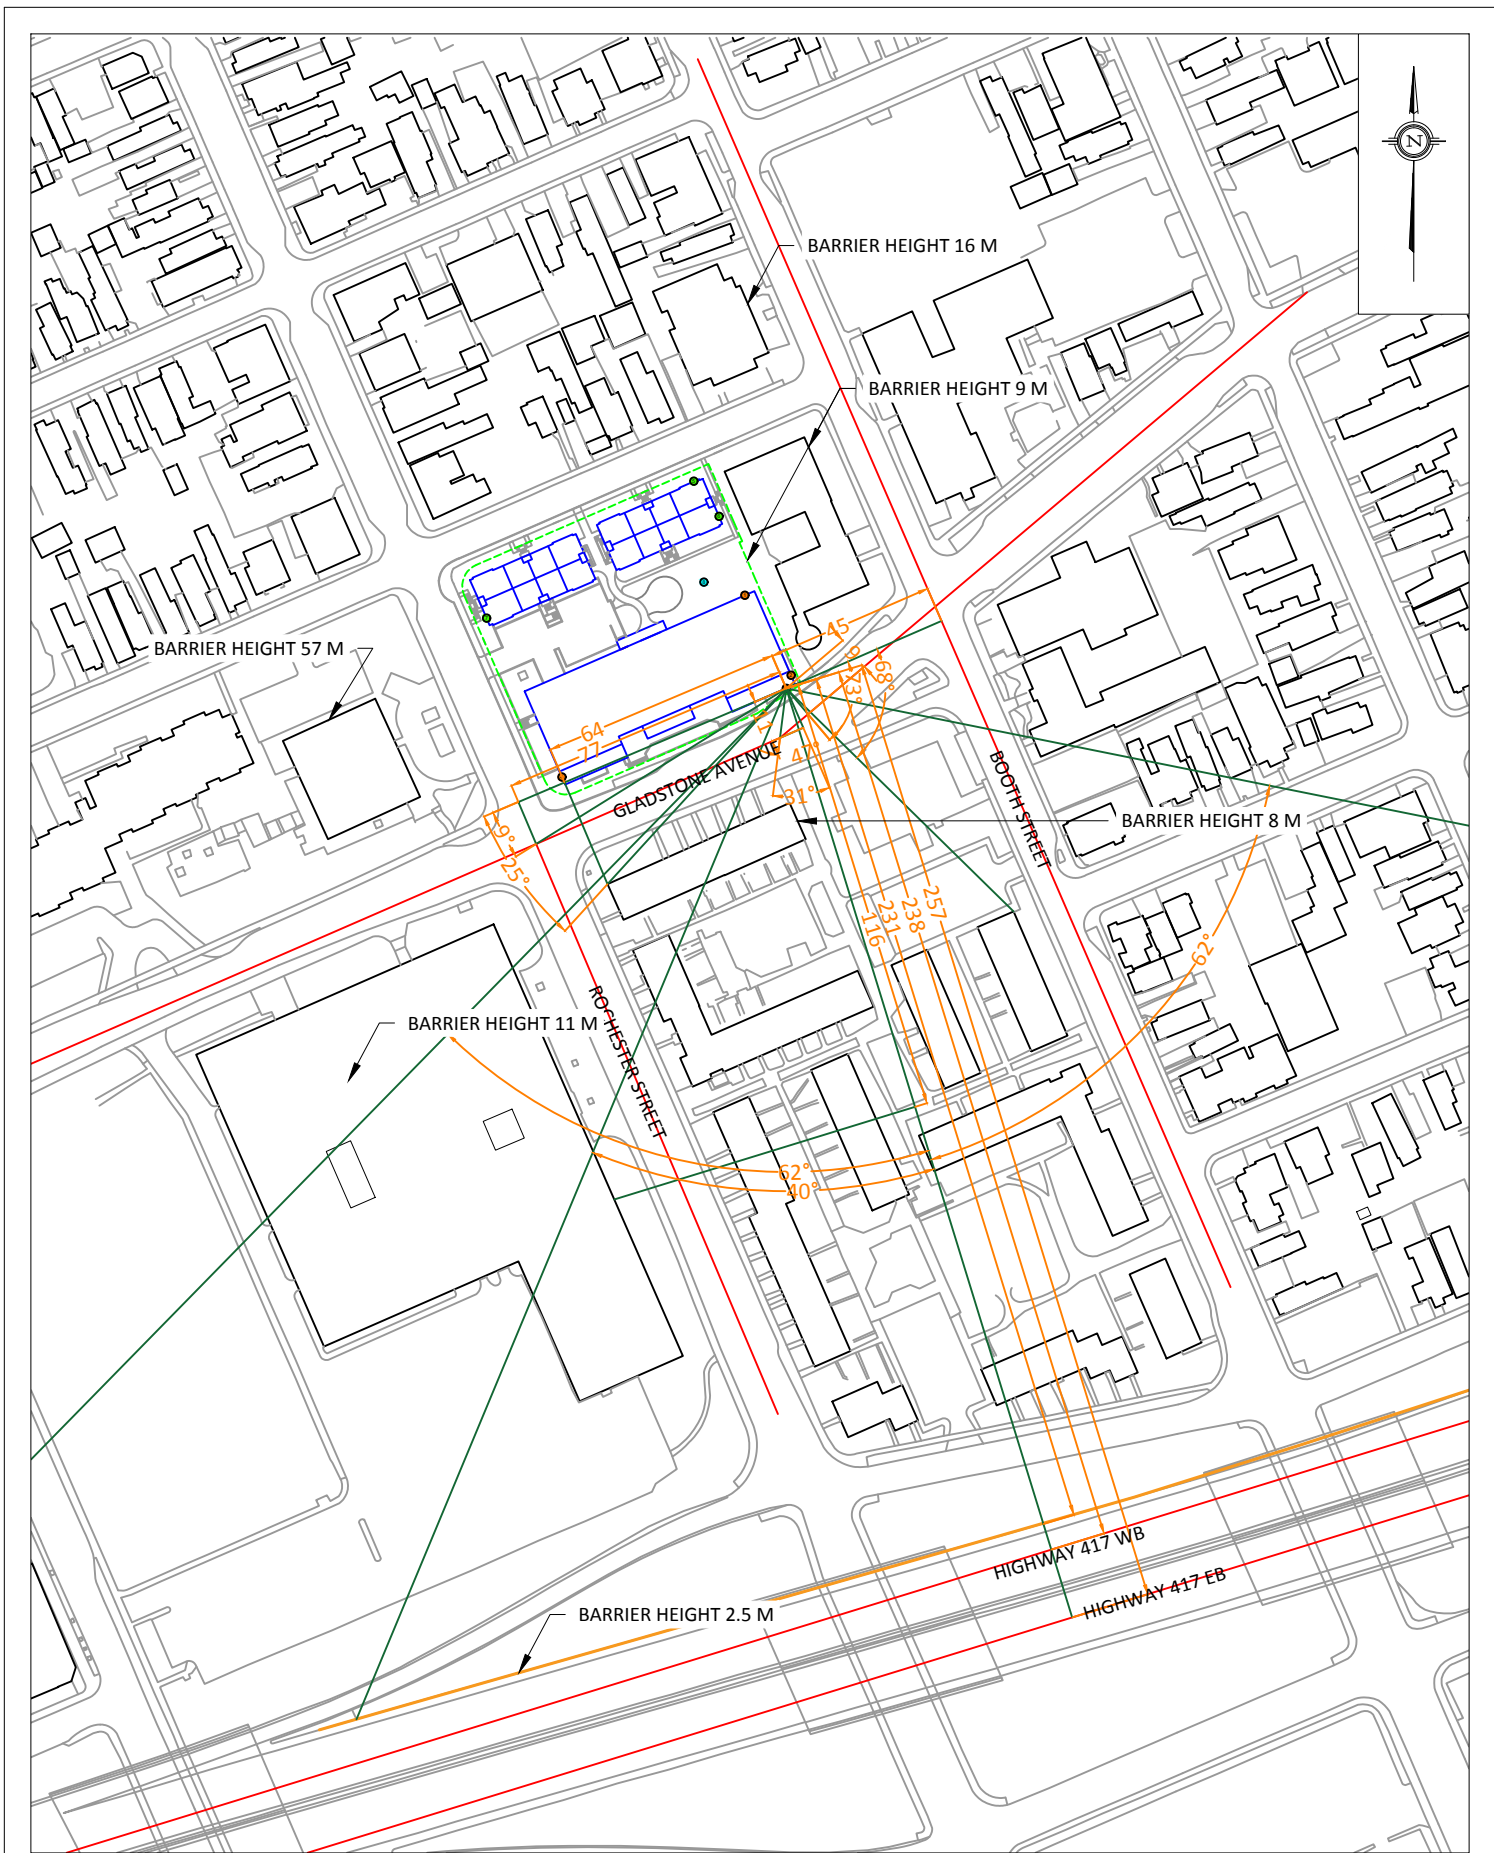 N
BARRIER HEIGHT 16 M
BARRIER HEIGHT 9 M
BARRIER HEIGHT 57 M
45
9
68°
73°
64
77
47°
31°
GLADSTONE AVENUE
BOOTH STREET
BARRIER HEIGHT 8 M
9°
25°
257
238
231
116
62°
ROCHESTER STREET
BARRIER HEIGHT 11 M
62°
40°
HIGHWAY 417 WB
HIGHWAY 417 EB
BARRIER HEIGHT 2.5 M